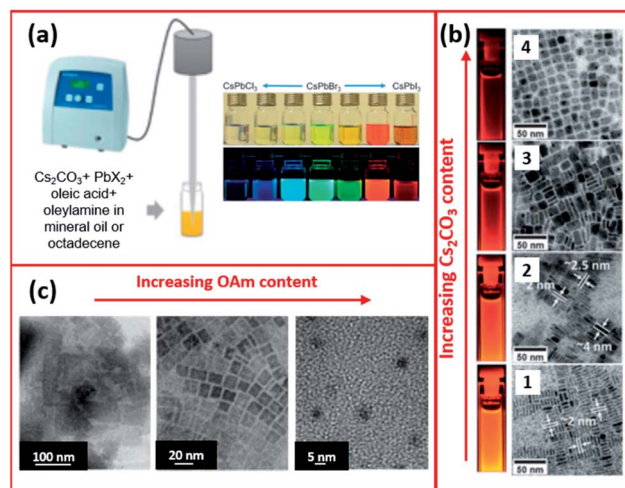 (a)
CsPbCl₃ CsPbBr₃ CsPbI₃
Cs₂CO₃+ PbX₂+
oleic acid+
oleylamine in
mineral oil or
octadecene
(c)
Increasing OAm content
100 nm
20 nm
5 nm
(b)
Increasing Cs₂CO₃ content
4
50 nm
3
50 nm
2
~2.5 nm
2 nm
~4 nm
50 nm
1
~2 nm
50 nm